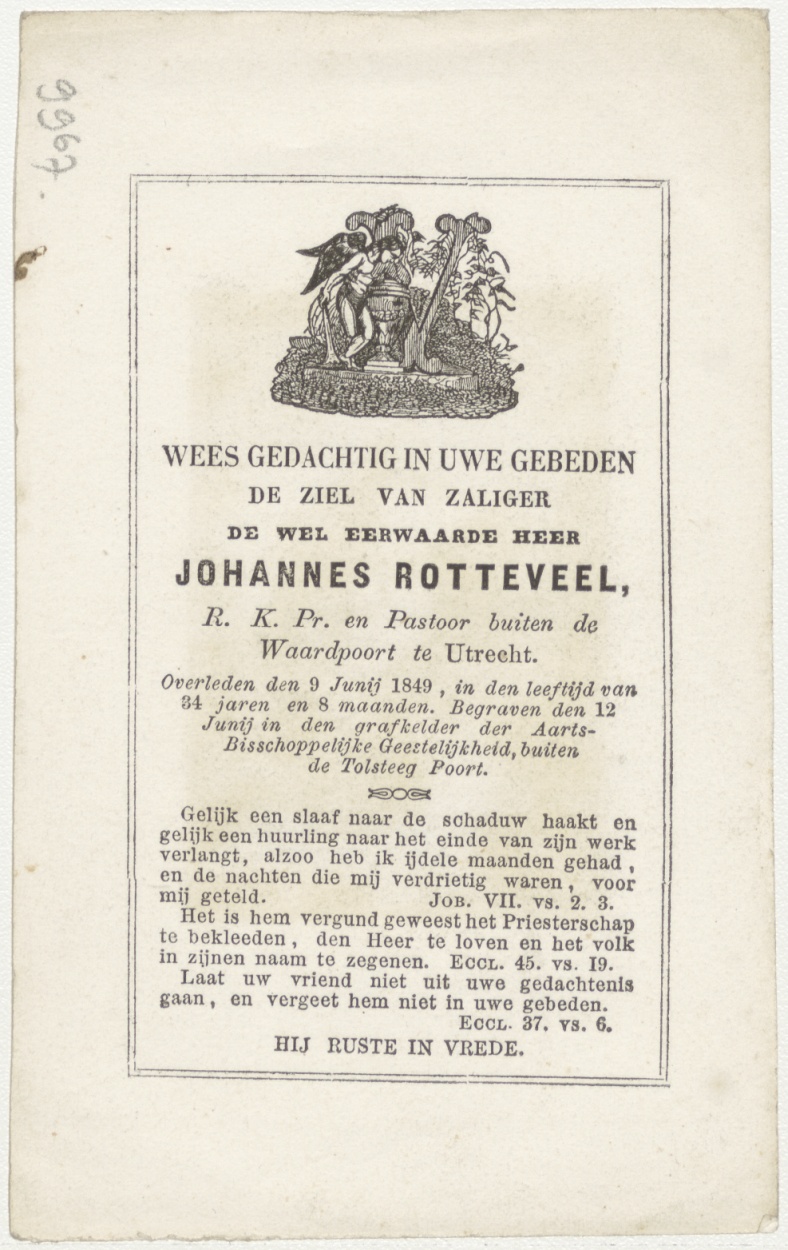 9967.
WEES GEDACHTIG IN UWE GEBEDEN
DE ZIEL VAN ZALIGER
DE WEL EERWAARDE HEER
JOHANNES ROTTEVEEL,
R. K. Pr. en Pastoor buiten de
Waardpoort te Utrecht.
Overleden den 9 Junij 1849, in den leeftijd van
34 jaren en 8 maanden. Begraven den 12
Junij in den grafkelder der Aarts-
Bisschoppelijke Geestelijkheid, buiten
de Tolsteeg Poort.
Gelijk een slaaf naar de schaduw haakt en
gelijk een huurling naar het einde van zijn werk
verlangt, alzoo heb ik ijdele maanden gehad,
en de nachten die mij verdrietig waren, voor
mij geteld. JOB. VII. vs. 2. 3.
Het is hem vergund geweest het Priesterschap
te bekleeden, den Heer te loven en het volk
in zijnen naam te zegenen. ECCL. 45. vs. 19.
Laat uw vriend niet uit uwe gedachtenis
gaan, en vergeet hem niet in uwe gebeden.
ECCL. 37. vs. 6.
HIJ RUSTE IN VREDE.